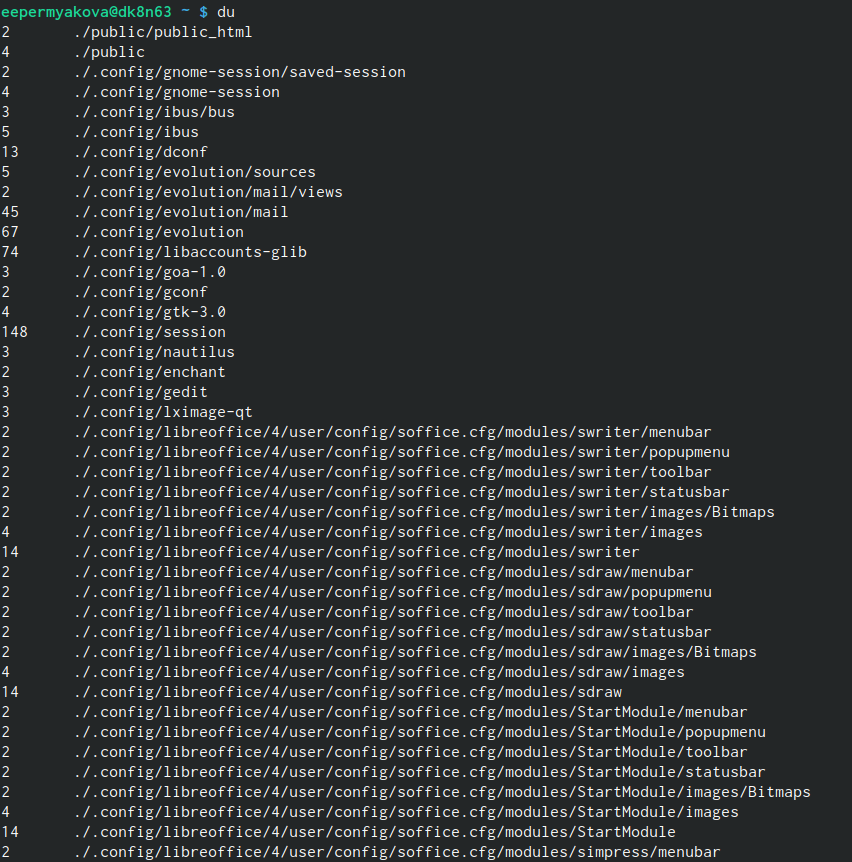 eepermyakova@dk8n63 ~ $ du
2 ./public/public_html
4 ./public
2 ./.config/gnome-session/saved-session
4 ./.config/gnome-session
3 ./.config/ibus/bus
5 ./.config/ibus
13 ./.config/dconf
5 ./.config/evolution/sources
2 ./.config/evolution/mail/views
45 ./.config/evolution/mail
67 ./.config/evolution
74 ./.config/libaccounts-glib
3 ./.config/goa-1.0
2 ./.config/gconf
4 ./.config/gtk-3.0
148 ./.config/session
3 ./.config/nautilus
2 ./.config/enchant
3 ./.config/gedit
3 ./.config/lximage-qt
2 ./.config/libreoffice/4/user/config/soffice.cfg/modules/swriter/menubar
2 ./.config/libreoffice/4/user/config/soffice.cfg/modules/swriter/popupmenu
2 ./.config/libreoffice/4/user/config/soffice.cfg/modules/swriter/toolbar
2 ./.config/libreoffice/4/user/config/soffice.cfg/modules/swriter/statusbar
2 ./.config/libreoffice/4/user/config/soffice.cfg/modules/swriter/images/Bitmaps
4 ./.config/libreoffice/4/user/config/soffice.cfg/modules/swriter/images
14 ./.config/libreoffice/4/user/config/soffice.cfg/modules/swriter
2 ./.config/libreoffice/4/user/config/soffice.cfg/modules/sdraw/menubar
2 ./.config/libreoffice/4/user/config/soffice.cfg/modules/sdraw/popupmenu
2 ./.config/libreoffice/4/user/config/soffice.cfg/modules/sdraw/toolbar
2 ./.config/libreoffice/4/user/config/soffice.cfg/modules/sdraw/statusbar
2 ./.config/libreoffice/4/user/config/soffice.cfg/modules/sdraw/images/Bitmaps
4 ./.config/libreoffice/4/user/config/soffice.cfg/modules/sdraw/images
14 ./.config/libreoffice/4/user/config/soffice.cfg/modules/sdraw
2 ./.config/libreoffice/4/user/config/soffice.cfg/modules/StartModule/menubar
2 ./.config/libreoffice/4/user/config/soffice.cfg/modules/StartModule/popupmenu
2 ./.config/libreoffice/4/user/config/soffice.cfg/modules/StartModule/toolbar
2 ./.config/libreoffice/4/user/config/soffice.cfg/modules/StartModule/statusbar
2 ./.config/libreoffice/4/user/config/soffice.cfg/modules/StartModule/images/Bitmaps
4 ./.config/libreoffice/4/user/config/soffice.cfg/modules/StartModule/images
14 ./.config/libreoffice/4/user/config/soffice.cfg/modules/StartModule
2 ./.config/libreoffice/4/user/config/soffice.cfg/modules/simpress/menubar